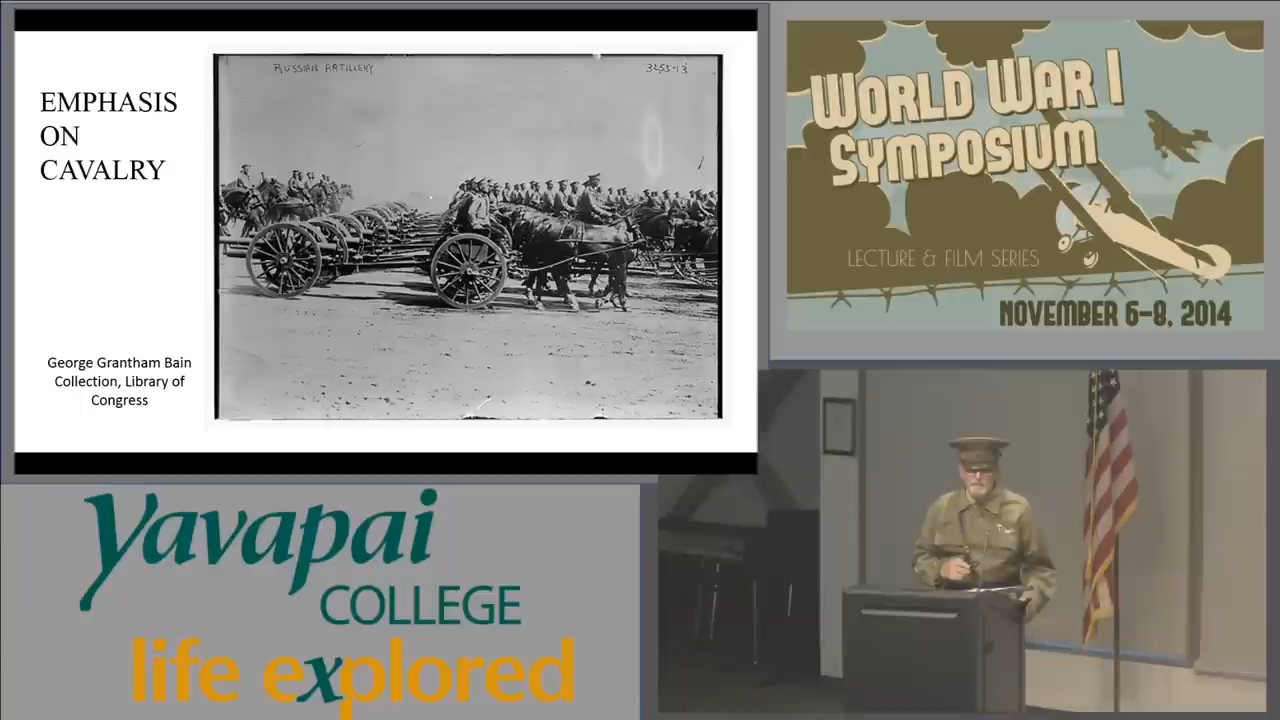 EMPHASIS
ON
CAVALRY
RUSSIAN ARTILLERY
3253-13
George Grantham Bain
Collection, Library of
Congress
WORLD WAR I
SYMPOSIUM
LECTURE & FILM SERIES
NOVEMBER 6-8, 2014
Yavapai
COLLEGE
life explored